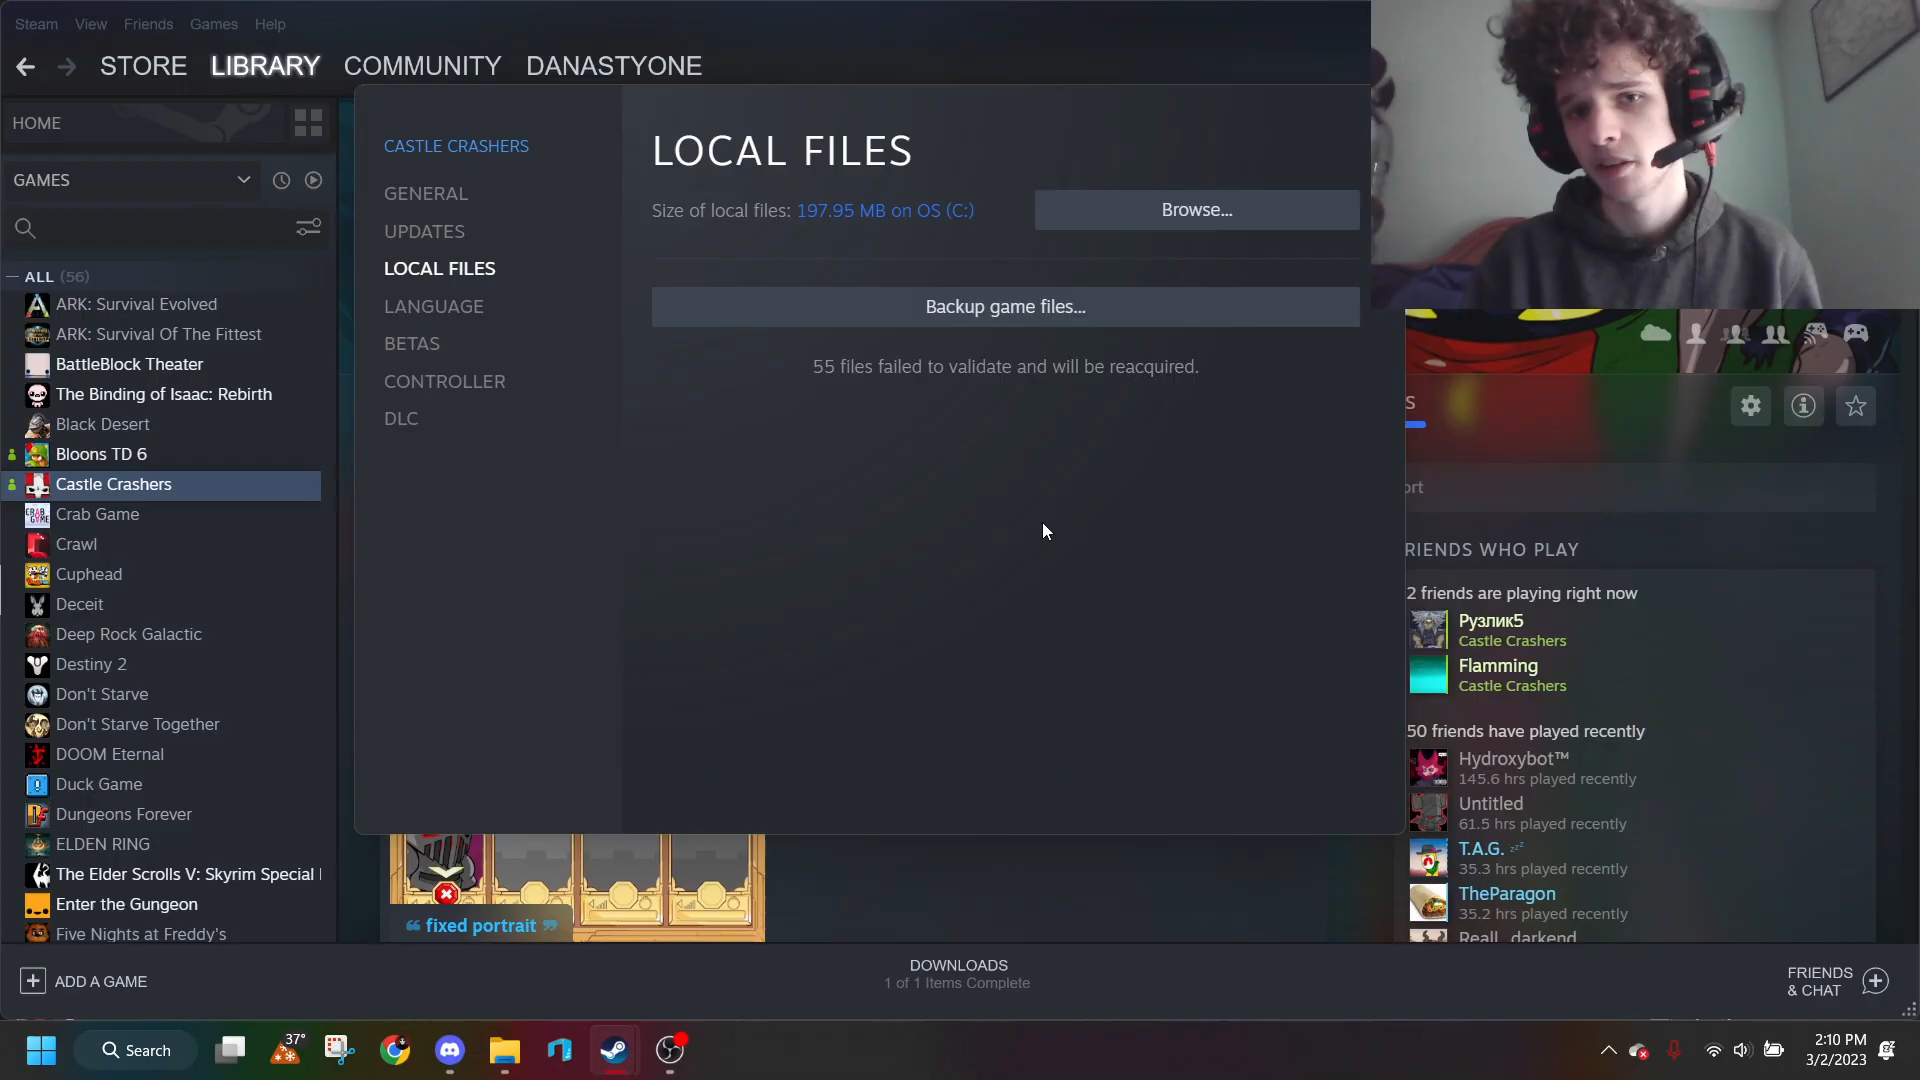 Steam View Friends Games Help
STORE LIBRARY COMMUNITY DANASTYONE
HOME
GAMES
ALL (56)
ARK: Survival Evolved
ARK: Survival Of The Fittest
BattleBlock Theater
The Binding of Isaac: Rebirth
Black Desert
Bloons TD 6
Castle Crashers
Crab Game
Crawl
Cuphead
Deceit
Deep Rock Galactic
Destiny 2
Don't Starve
Don't Starve Together
DOOM Eternal
Duck Game
Dungeons Forever
ELDEN RING
The Elder Scrolls V: Skyrim Special
Enter the Gungeon
Five Nights at Freddy's
CASTLE CRASHERS
GENERAL
UPDATES
LOCAL FILES
LANGUAGE
BETAS
CONTROLLER
DLC
LOCAL FILES
Size of local files: 197.95 MB on OS (C:)
Browse...
Backup game files...
55 files failed to validate and will be reacquired.
S
ort
RIENDS WHO PLAY
2 friends are playing right now
Рузлик5
Castle Crashers
Flamming
Castle Crashers
50 friends have played recently
Hydroxybot™
145.6 hrs played recently
Untitled
61.5 hrs played recently
T.A.G. zzz
35.3 hrs played recently
TheParagon
35.2 hrs played recently
Reall_darkend
“ fixed portrait ”
ADD A GAME
DOWNLOADS
1 of 1 Items Complete
FRIENDS
& CHAT
Search
37°
2:10 PM
3/2/2023